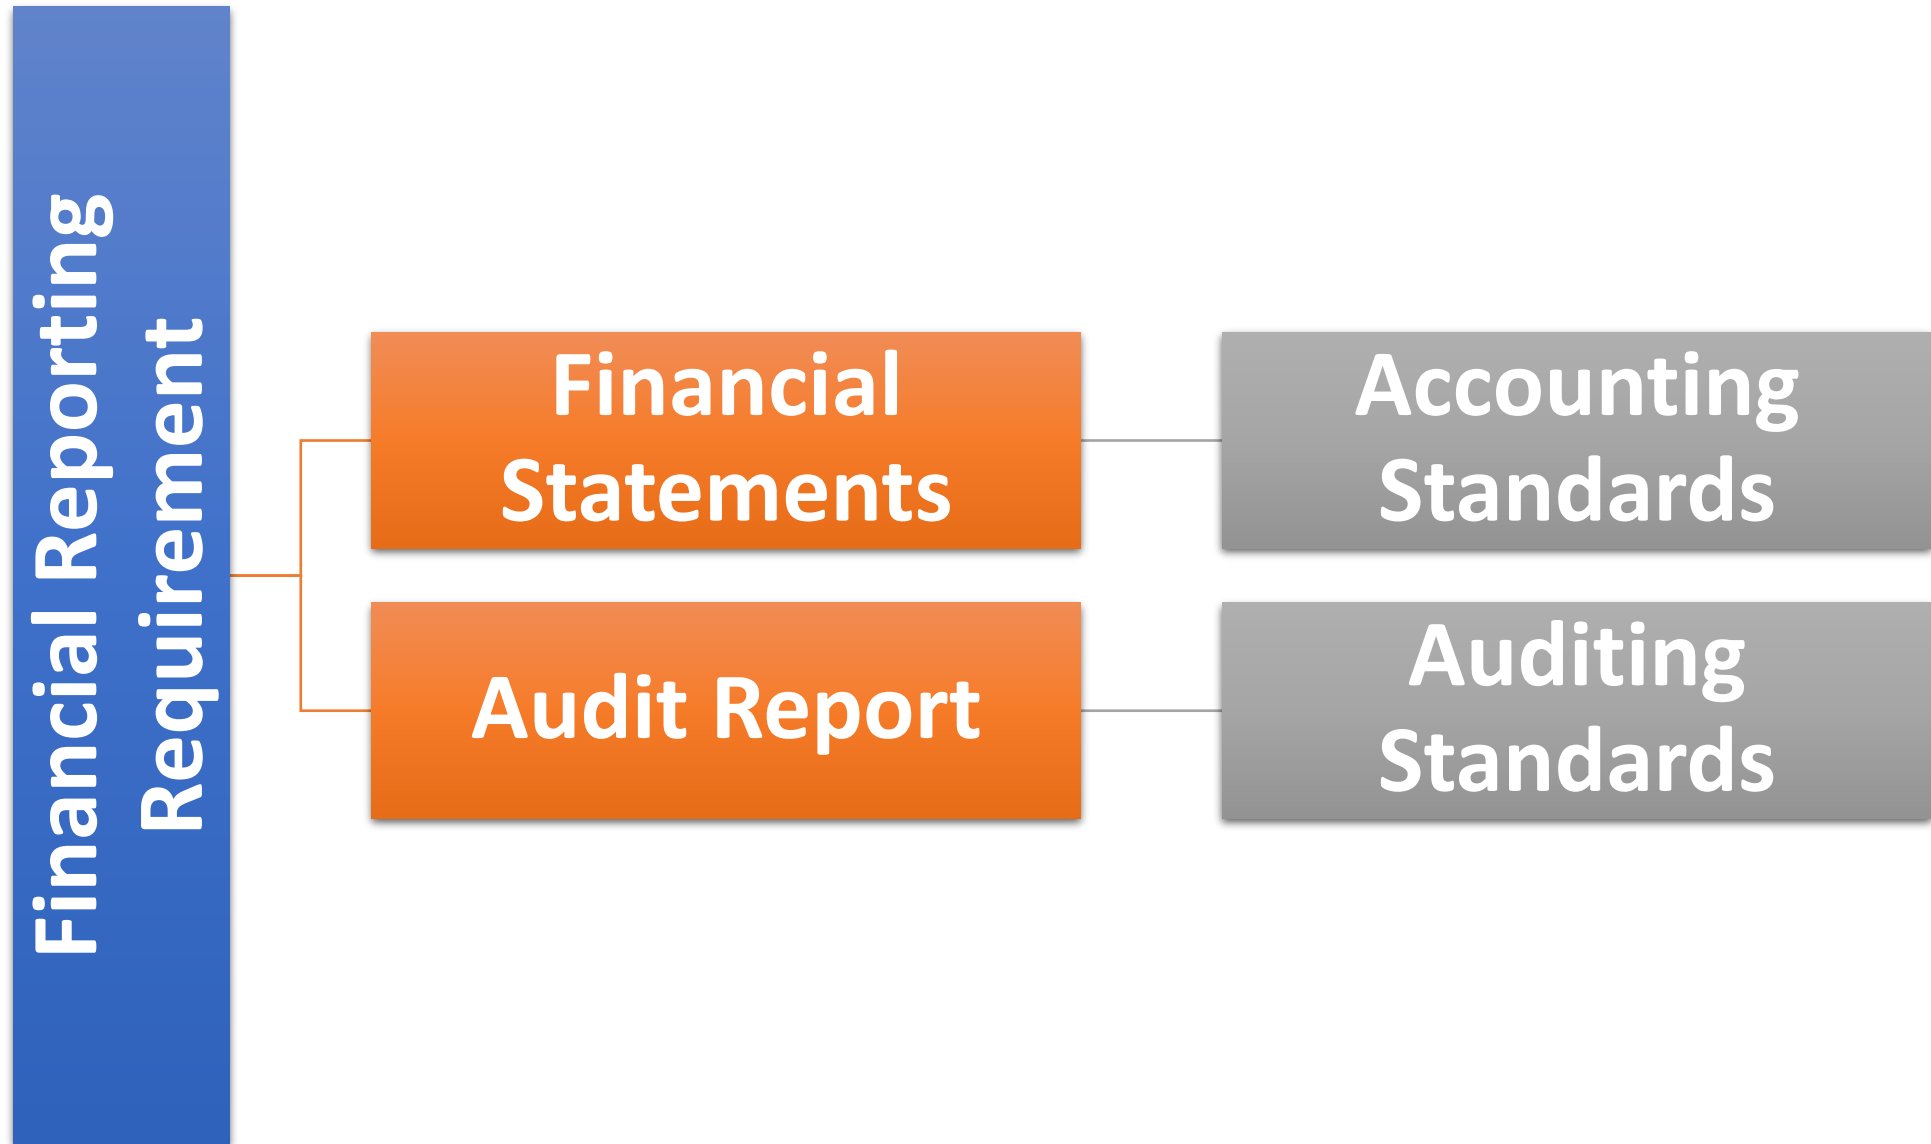 Financial Reporting
Requirement
Financial
Statements
Accounting
Standards
Audit Report
Auditing
Standards